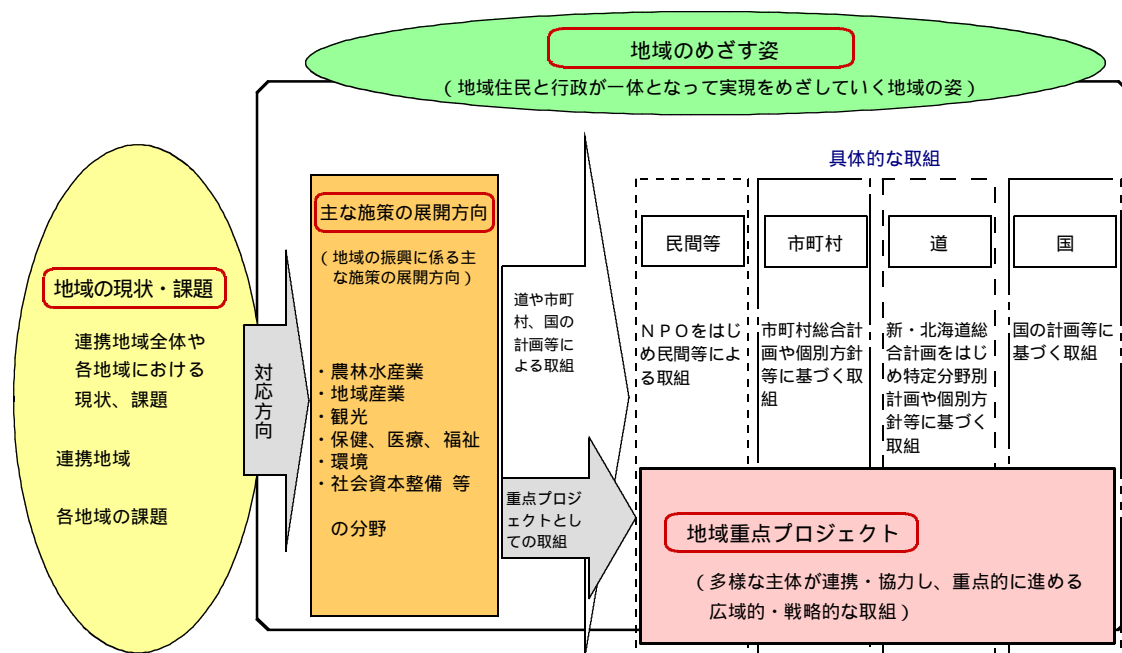 地域のめざす姿
（地域住民と行政が一体となって実現をめざしていく地域の姿）
地域の現状・課題
連携地域全体や
各地域における
現状、課題
連携地域
各地域の課題
対応方向
主な施策の展開方向
（地域の振興に係る主
な施策の展開方向）
・農林水産業
・地域産業
・観光
・保健、医療、福祉
・環境
・社会資本整備 等
の分野
道や市町
村、国の
計画等に
よる取組
重点プロジ
ェクトとし
ての取組
具体的な取組
民間等
ＮＰＯをはじ
め民間等によ
る取組
市町村
市町村総合計
画や個別方針
等に基づく取
組
道
新・北海道総
合計画をはじ
め特定分野別
計画や個別方
針等に基づく
取組
国
国の計画等に
基づく取組
地域重点プロジェクト
（多様な主体が連携・協力し、重点的に進める
広域的・戦略的な取組）